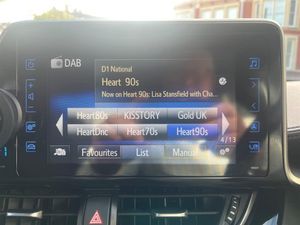 DAB
D1 National
Heart 90s
Now on Heart 90s: Lisa Stansfield with Cha...
Heart80s KISSTORY Gold UK
HeartDnc Heart70s Heart90s
4/13
Favourites List Manual